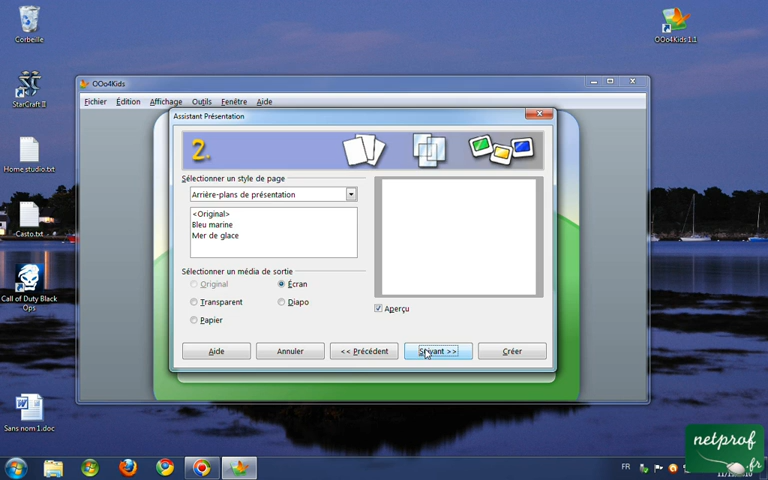 Corbeille
OOo4Kids 1.1
StarCraft II
Home studio.txt
Casto.txt
Call of Duty Black
Ops
Sans nom 1.doc
OOo4Kids
Fichier Édition Affichage Outils Fenêtre Aide
Assistant Présentation
2.
Sélectionner un style de page
Arrière-plans de présentation
<Original>
Bleu marine
Mer de glace
Sélectionner un média de sortie
Original
Écran
Transparent
Diapo
Papier
Aperçu
Aide
Annuler
<< Précédent
Suivant >>
Créer
FR
netprof
.fr